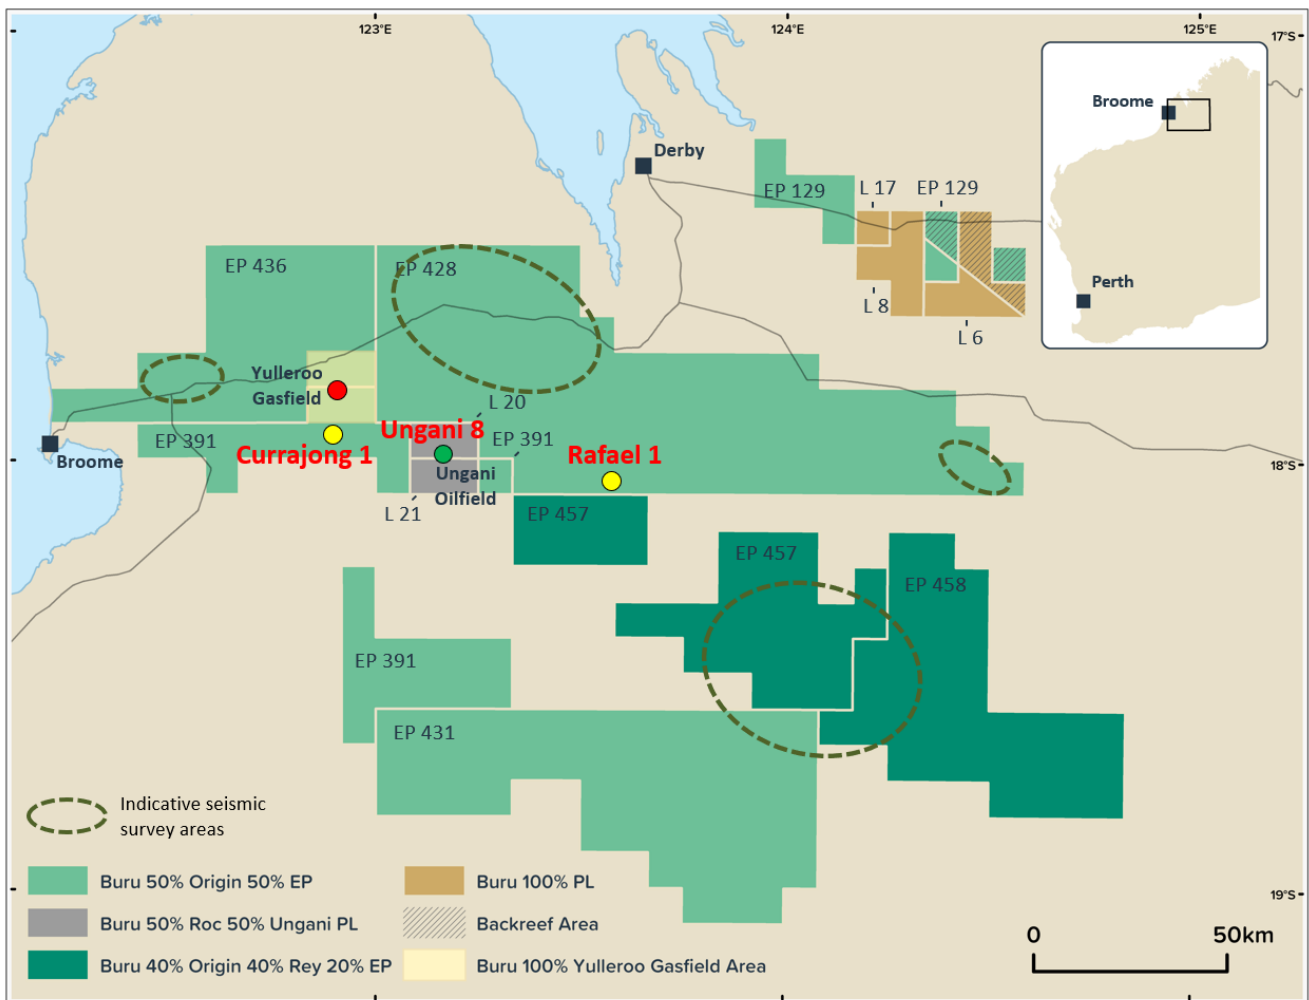 123°E
124°E
125°E
17°S
Broome
Perth
Derby
EP 129
L 17
EP 129
L 8
L 6
EP 436
EP 428
Yulleroo
Gasfield
L 20
Ungani 8
EP 391
EP 391
Currajong 1
Rafael 1
Broome
Ungani
Oilfield
18°S
L 21
EP 457
EP 457
EP 458
EP 391
EP 431
Indicative seismic
survey areas
Buru 50% Origin 50% EP
Buru 100% PL
Buru 50% Roc 50% Ungani PL
Backreef Area
Buru 40% Origin 40% Rey 20% EP
Buru 100% Yulleroo Gasfield Area
19°S
0 50km